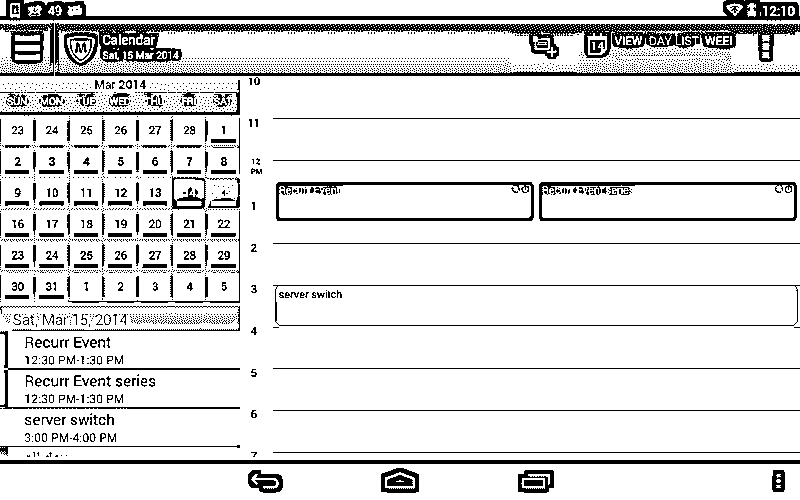 49 12:10
Calendar
Sat, 15 Mar 2014
14 VIEW DAY LIST WEEK
Mar 2014
SUN MON TUE WED THU FRI SAT
23 24 25 26 27 28 1
2 3 4 5 6 7 8
9 10 11 12 13
16 17 18 19 20 21 22
23 24 25 26 27 28 29
30 31 1 2 3 4 5
Sat, Mar 15, 2014
Recurr Event
12:30 PM-1:30 PM
Recurr Event series
12:30 PM-1:30 PM
server switch
3:00 PM-4:00 PM
10
11
12
PM
Recurr Event
Recurr Event series
1
2
3
server switch
4
5
6
7